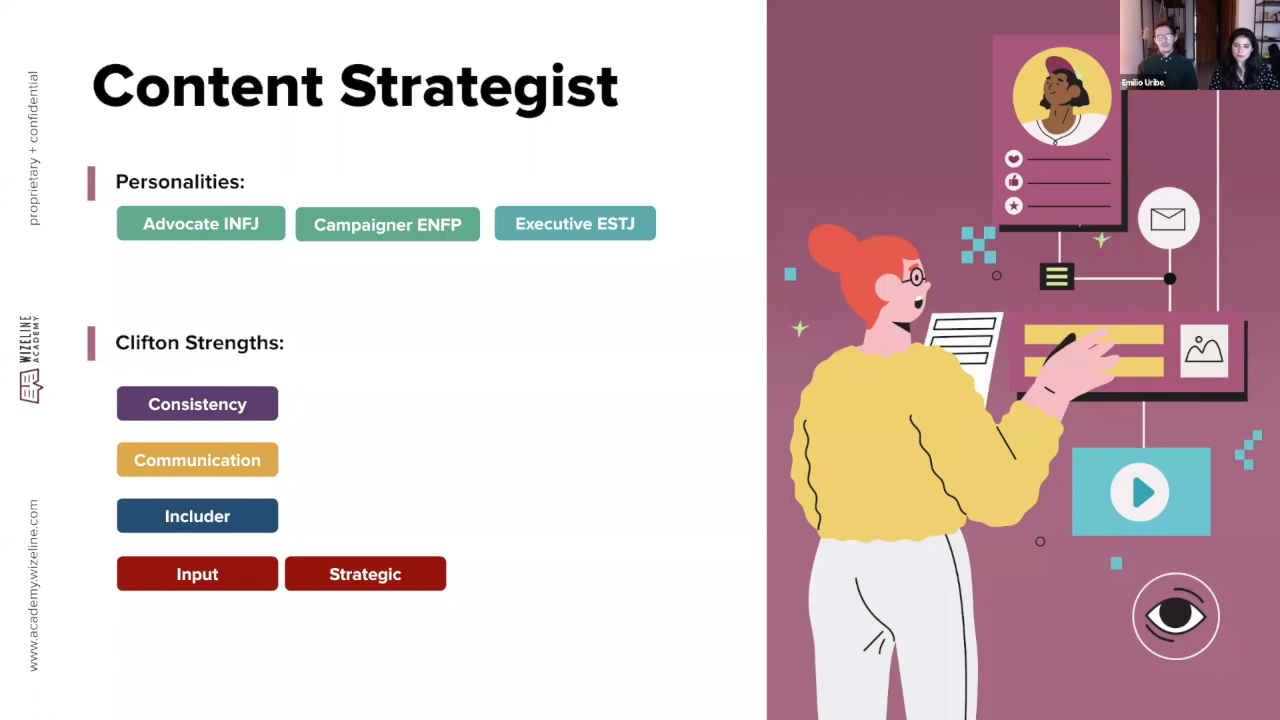 Content Strategist
Personalities:
Advocate INFJ
Campaigner ENFP
Executive ESTJ
Clifton Strengths:
Consistency
Communication
Includer
Input
Strategic
proprietary + confidential
WIZELINE
ACADEMY
www.academy.wizeline.com
Emilio Uribe,